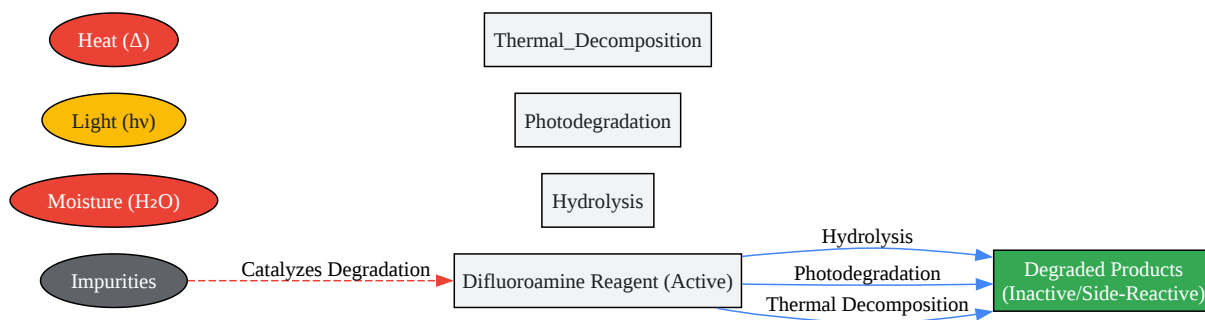 Heat (Δ)
Thermal_Decomposition
Light (hν)
Photodegradation
Moisture (H₂O)
Hydrolysis
Impurities
Catalyzes Degradation
Difluoroamine Reagent (Active)
Hydrolysis
Photodegradation
Thermal Decomposition
Degraded Products
(Inactive/Side-Reactive)